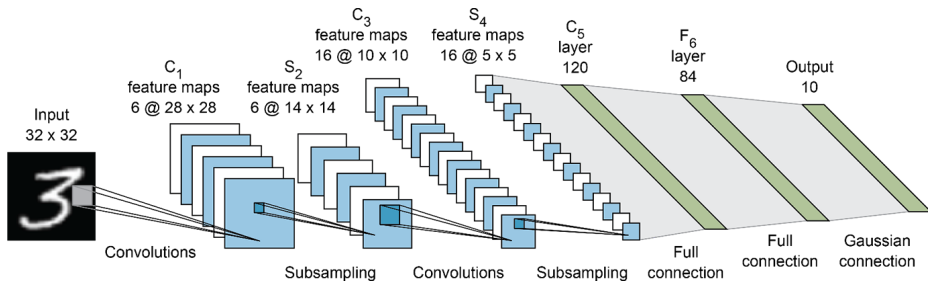 Input
32 x 32
C1
feature maps
6 @ 28 x 28
S2
feature maps
6 @ 14 x 14
C3
feature maps
16 @ 10 x 10
S4
feature maps
16 @ 5 x 5
C5
layer
120
F6
layer
84
Output
10
3
Convolutions
Subsampling
Convolutions
Subsampling
Full
connection
Full
connection
Gaussian
connection